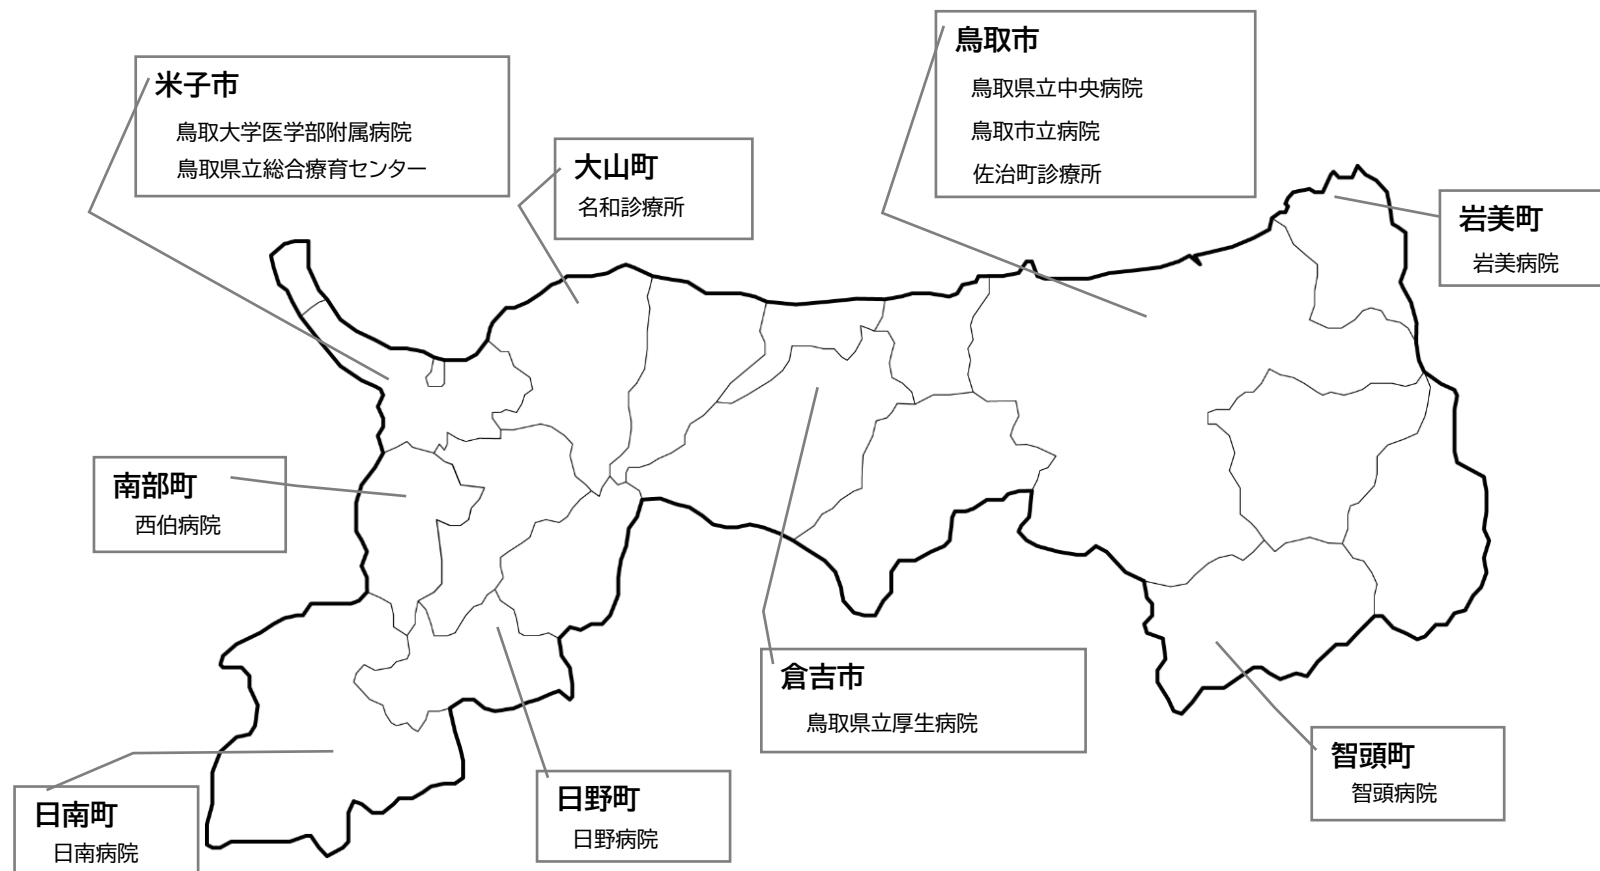 鳥取市
鳥取県立中央病院
鳥取市立病院
佐治町診療所
米子市
鳥取大学医学部附属病院
鳥取県立総合療育センター
大山町
名和診療所
岩美町
岩美病院
南部町
西伯病院
倉吉市
鳥取県立厚生病院
智頭町
智頭病院
日野町
日野病院
日南町
日南病院